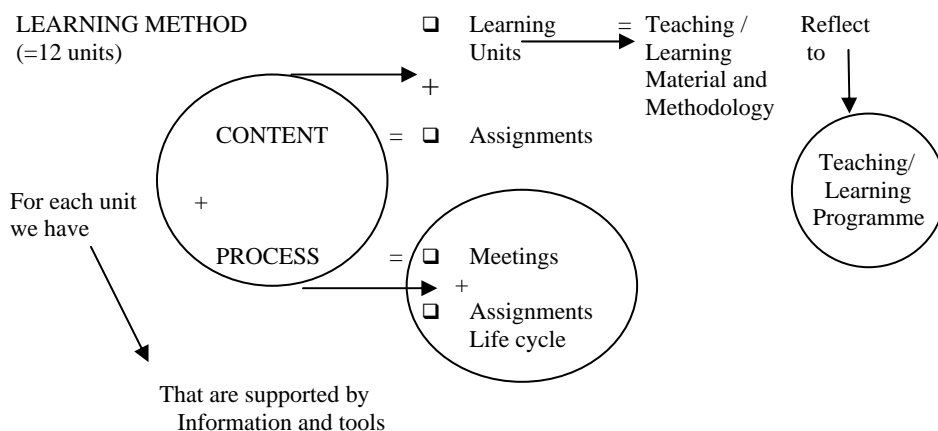 LEARNING METHOD
(=12 units)
❑ Learning
Units
= Teaching /
Learning
Material and
Methodology
Reflect
to
+
CONTENT = ❑ Assignments
Teaching/
Learning
Programme
For each unit
we have
+
PROCESS = ❑ Meetings
+
❑ Assignments
Life cycle
That are supported by
Information and tools